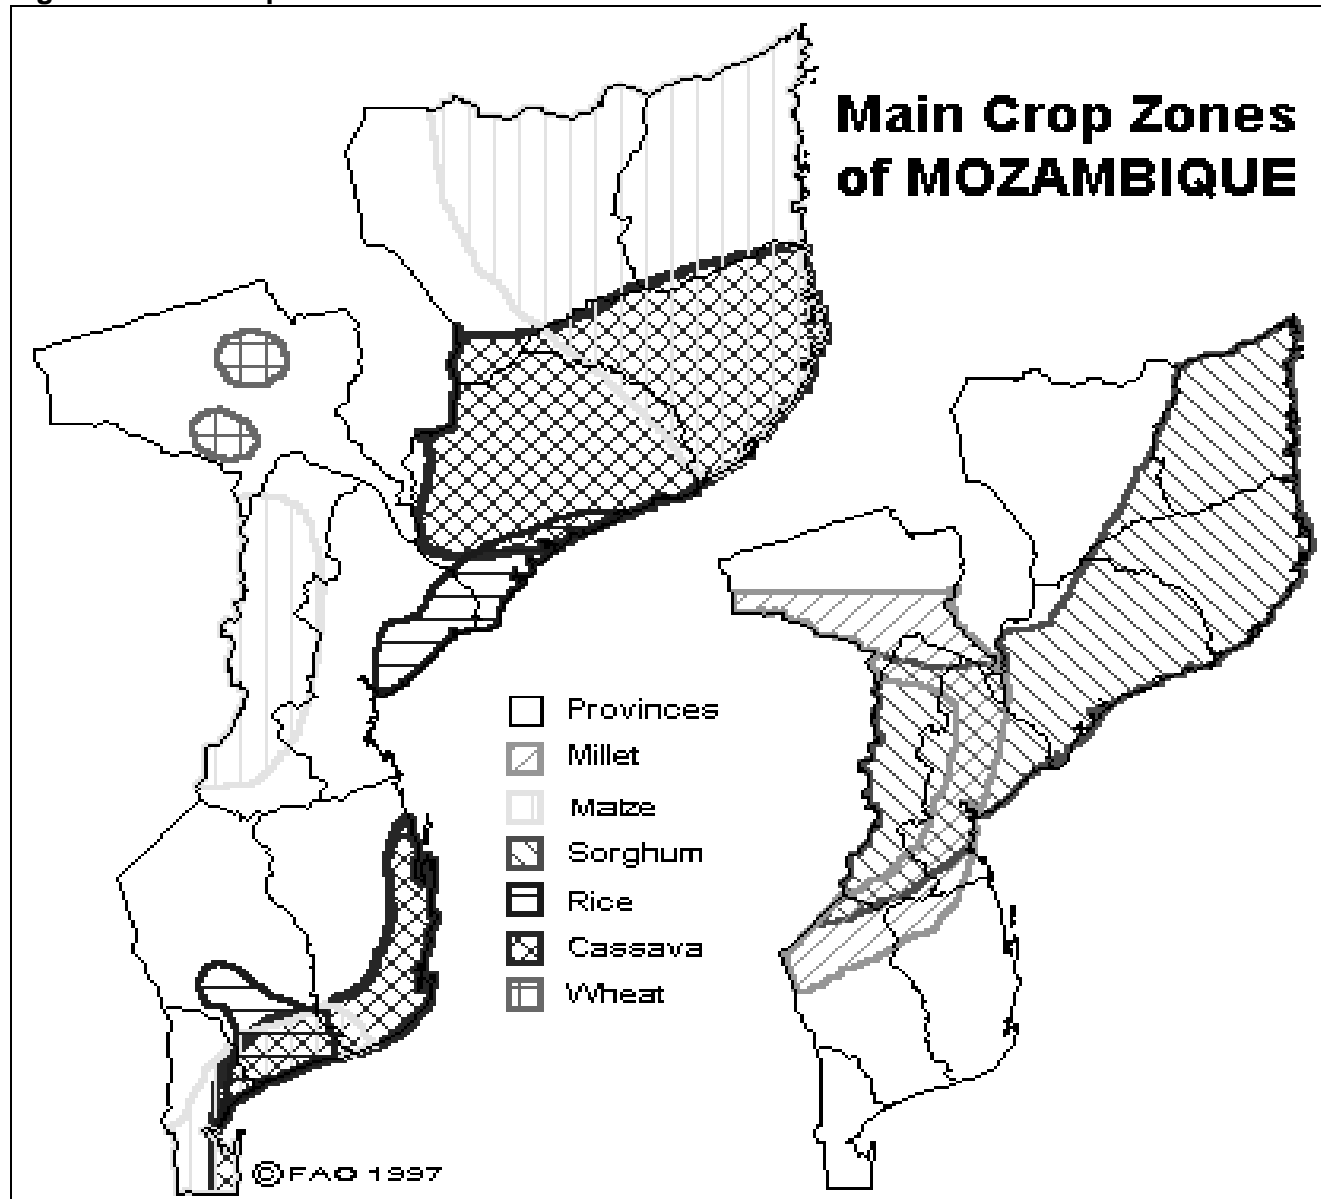 Main Crop Zones
of MOZAMBIQUE
Provinces
Millet
Maize
Sorghum
Rice
Cassava
Wheat
©FAO 1997